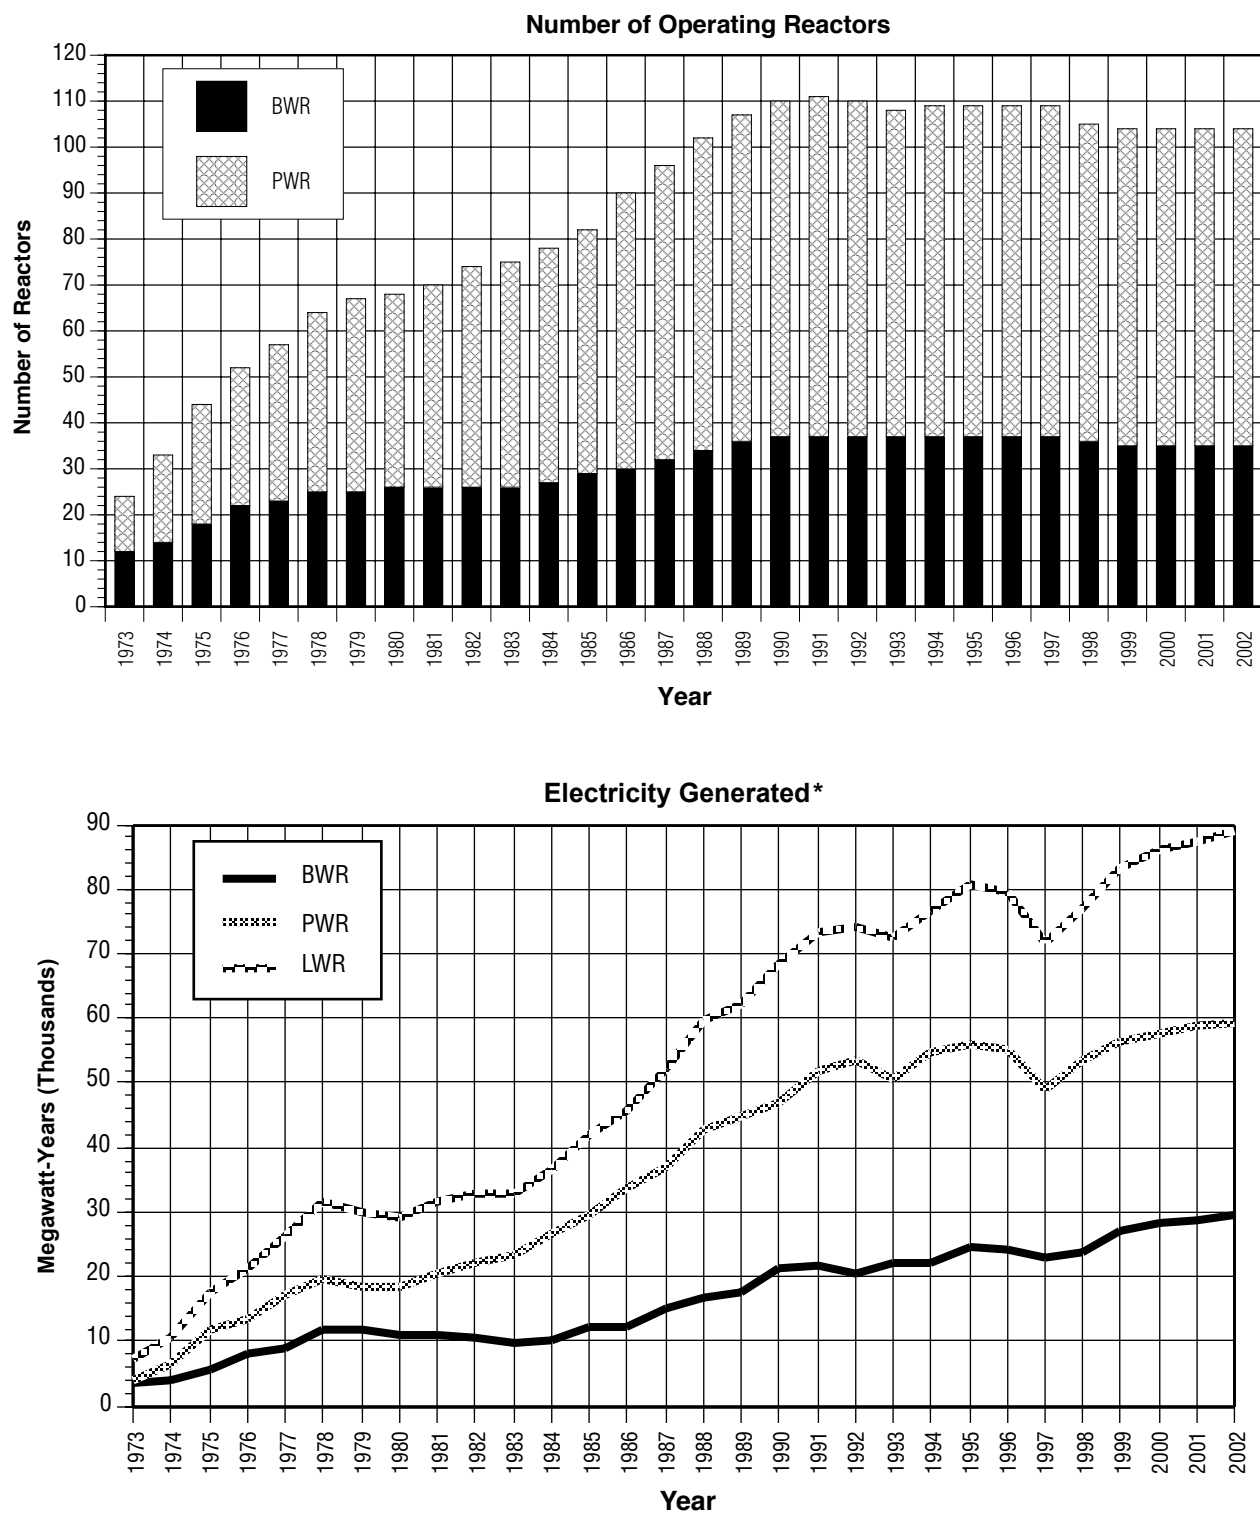 Number of Operating Reactors
120
110
100
90
80
70
60
50
40
30
20
10
0
Number of Reactors
BWR
PWR
1973 1974 1975 1976 1977 1978 1979 1980 1981 1982 1983 1984 1985 1986 1987 1988 1989 1990 1991 1992 1993 1994 1995 1996 1997 1998 1999 2000 2001 2002
Year
Electricity Generated*
90
80
70
60
50
40
30
20
10
0
Megawatt-Years (Thousands)
BWR
PWR
LWR
1973 1974 1975 1976 1977 1978 1979 1980 1981 1982 1983 1984 1985 1986 1987 1988 1989 1990 1991 1992 1993 1994 1995 1996 1997 1998 1999 2000 2001 2002
Year